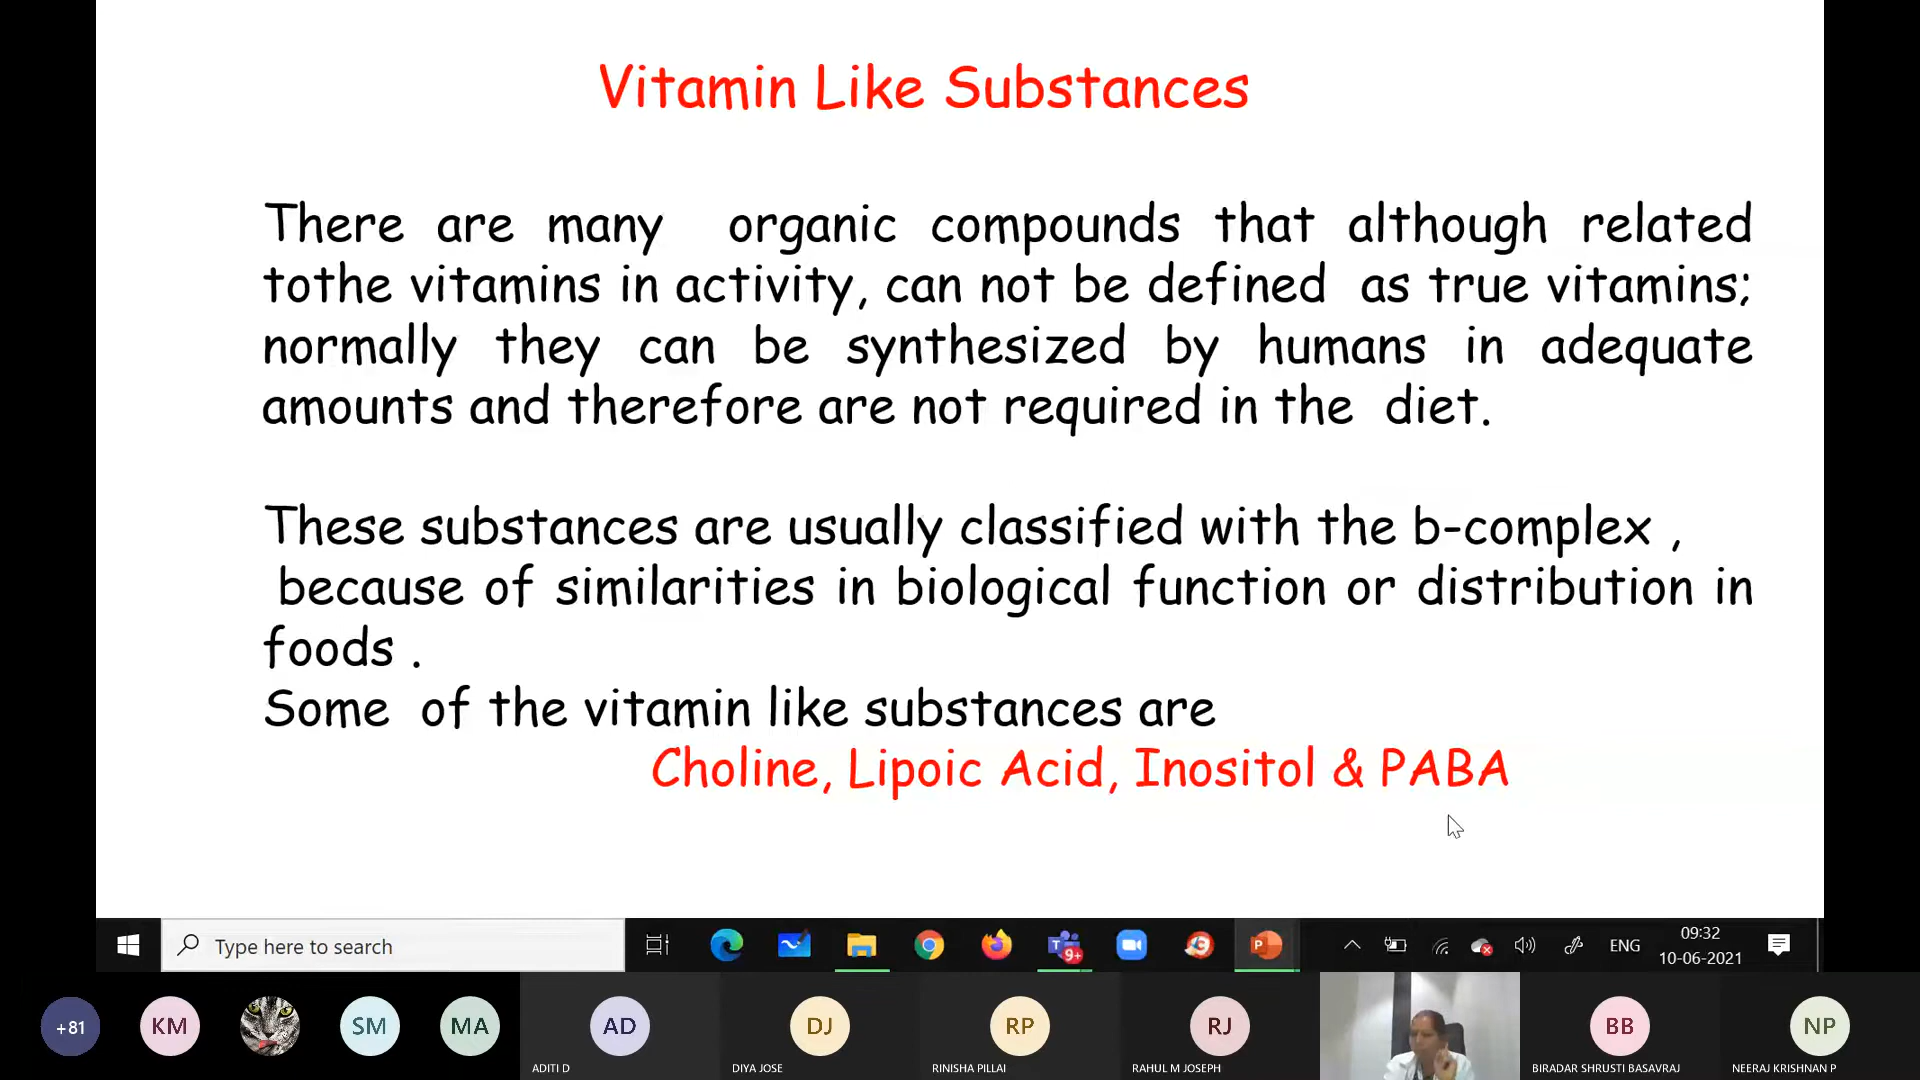 Vitamin Like Substances
There are many organic compounds that although related
tothe vitamins in activity, can not be defined as true vitamins;
normally they can be synthesized by humans in adequate
amounts and therefore are not required in the diet.
These substances are usually classified with the b-complex ,
because of similarities in biological function or distribution in
foods .
Some of the vitamin like substances are
Choline, Lipoic Acid, Inositol & PABA
Type here to search
9+
ENG
09:32
10-06-2021
+81
KM
SM
MA
AD
DJ
RP
RJ
BB
NP
ADITI D
DIYA JOSE
RINISHA PILLAI
RAHUL M JOSEPH
BIRADAR SHRUSTI BASAVRAJ
NEERAJ KRISHNAN P